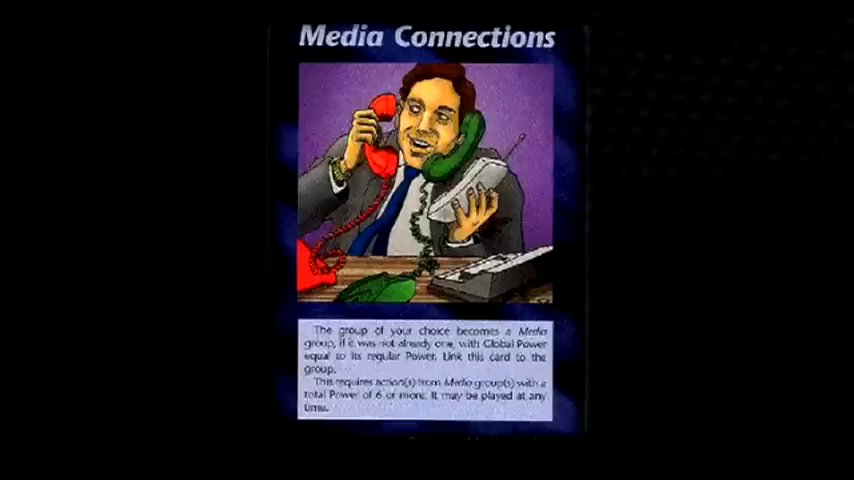 Media Connections
The group of your choice becomes a Media
group, if it was not already one, with Global Power
equal to its regular Power. Link this card to the
group.
This requires action(s) from Media group(s) with a
total Power of 6 or more. It may be played at any
time.